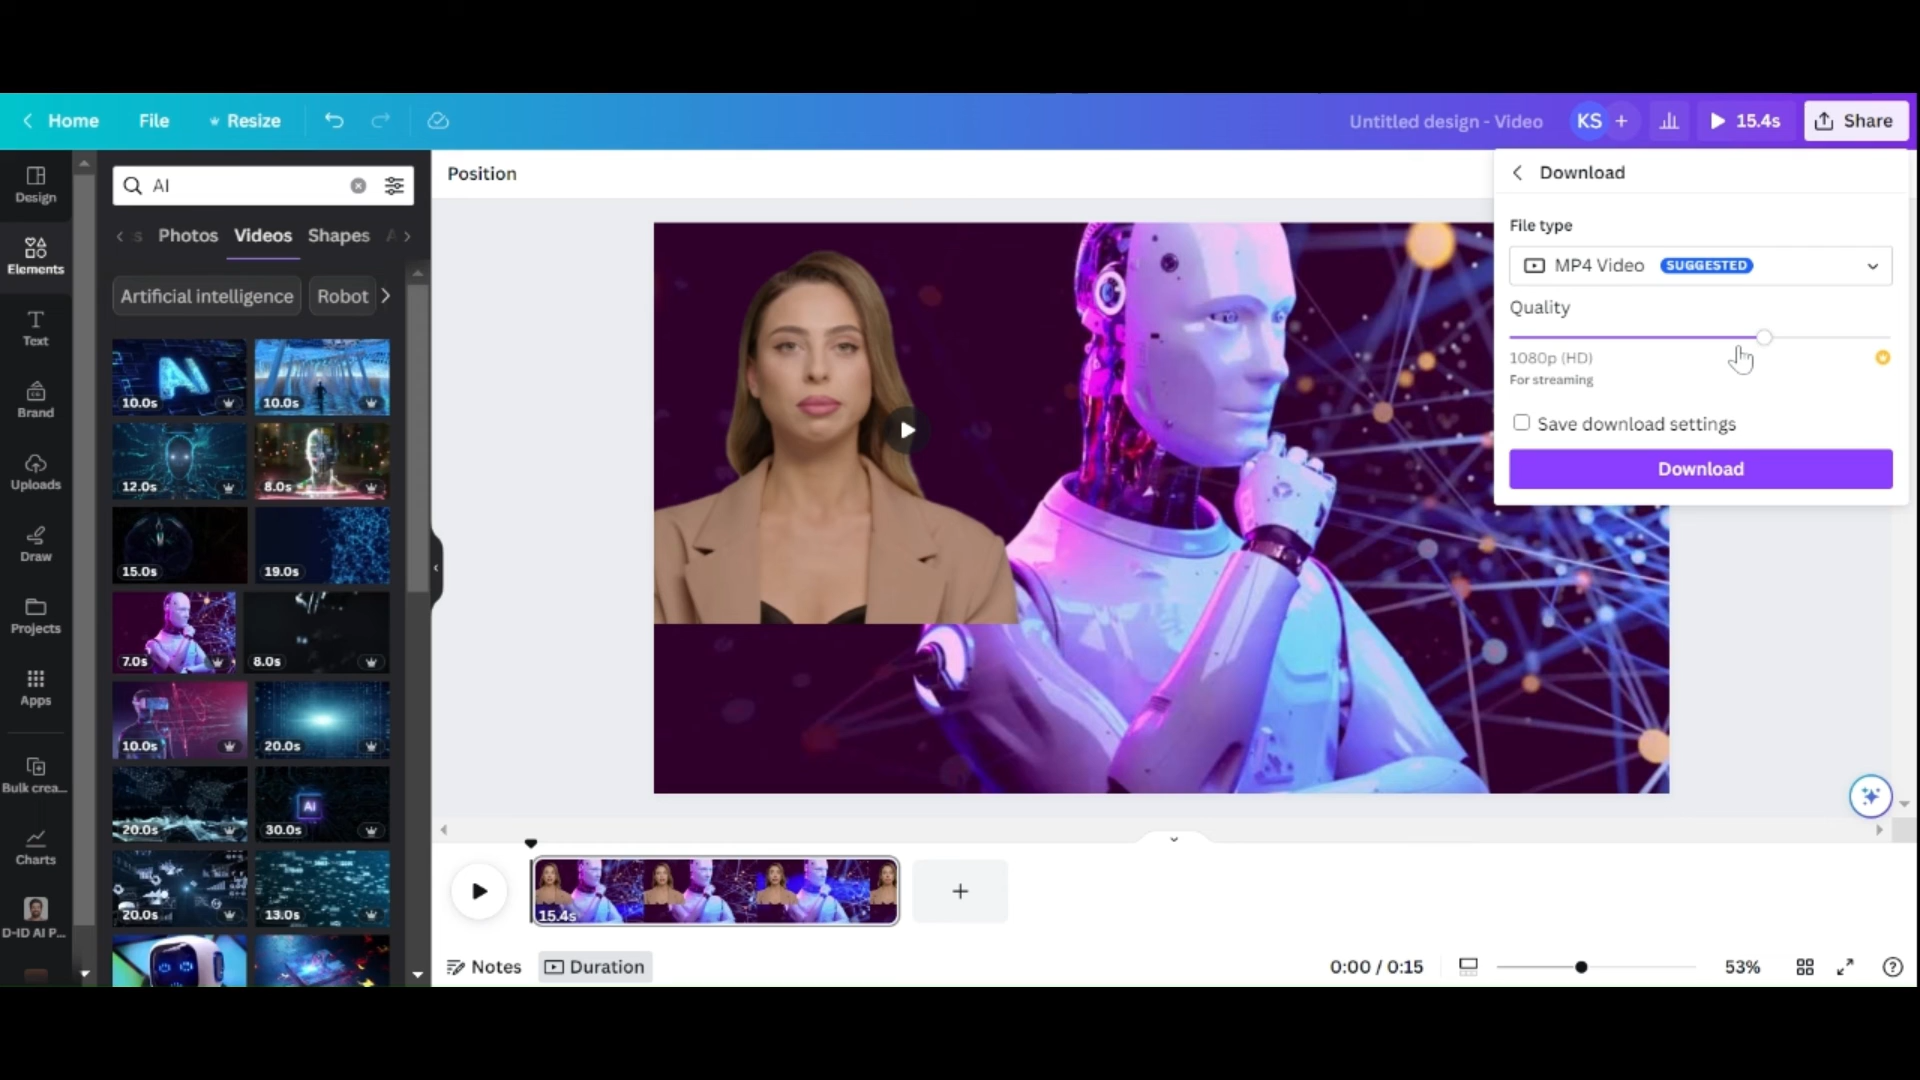 Home
File
Resize
Untitled design - Video
KS
+
15.4s
Share
Design
Elements
Text
Brand
Uploads
Draw
Projects
Apps
Bulk crea...
Charts
D-ID AI P...
AI
s
Photos
Videos
Shapes
A
Artificial intelligence
Robot
AI
10.0s
10.0s
12.0s
8.0s
15.0s
19.0s
7.0s
8.0s
10.0s
20.0s
20.0s
AI
30.0s
20.0s
13.0s
Position
Download
File type
MP4 Video
SUGGESTED
Quality
1080p (HD)
For streaming
Save download settings
Download
15.4s
+
Notes
Duration
0:00 / 0:15
53%
?